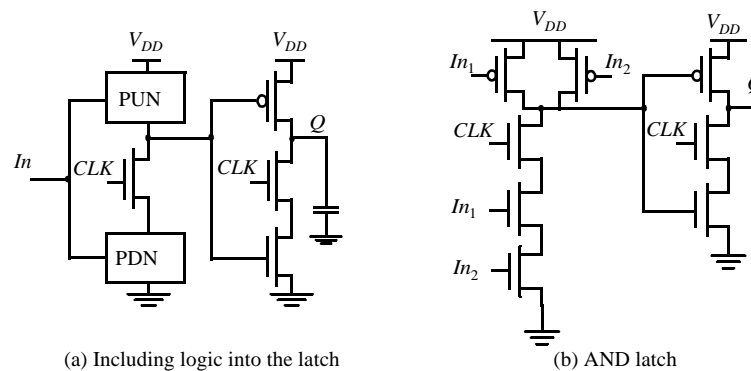 V_DD
PUN
In
CLK
PDN
V_DD
Q
CLK
(a) Including logic into the latch
V_DD
In_1
In_2
CLK
In_1
In_2
V_DD
CLK
(b) AND latch